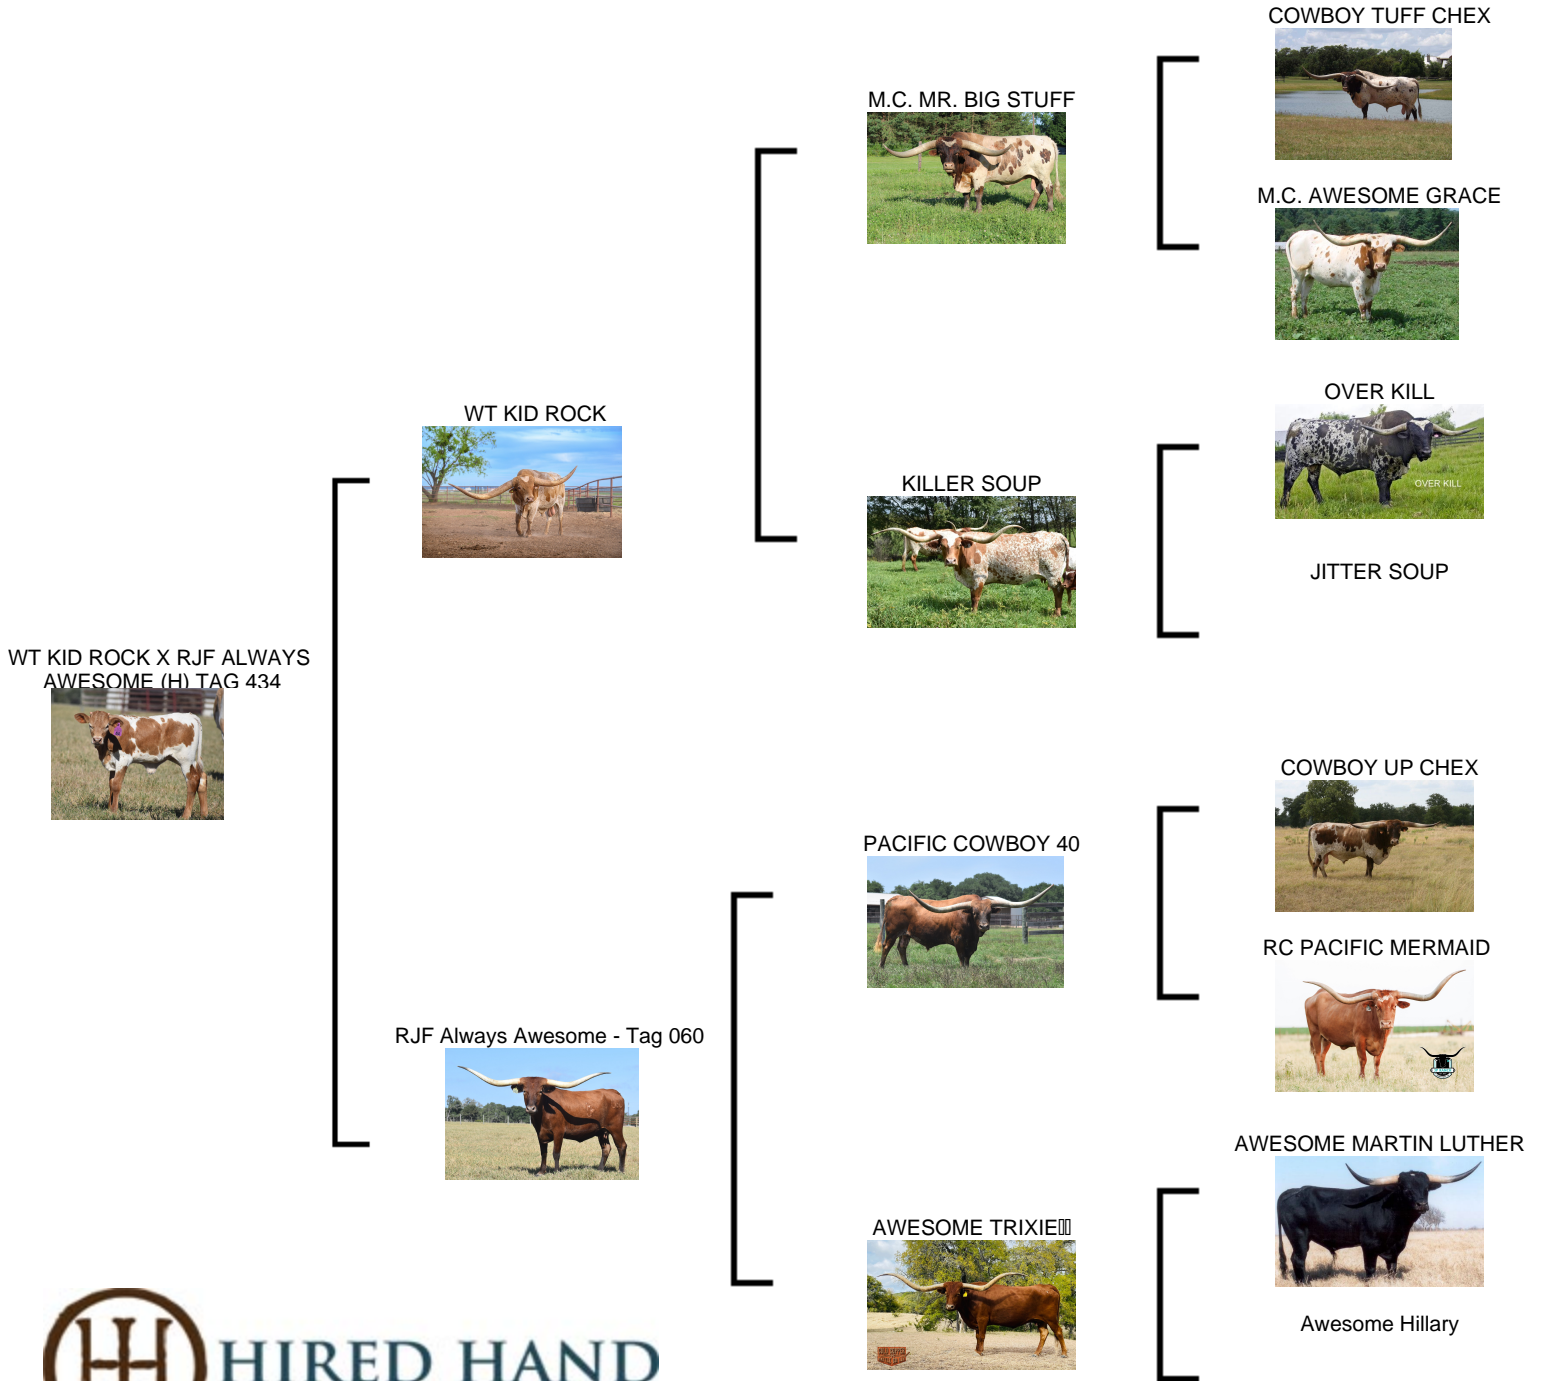 COWBOY TUFF CHEX
M.C. MR. BIG STUFF
M.C. AWESOME GRACE
WT KID ROCK
OVER KILL
OVER KILL
KILLER SOUP
JITTER SOUP
WT KID ROCK X RJF ALWAYS
AWESOME (H) TAG 434
COWBOY UP CHEX
PACIFIC COWBOY 40
RC PACIFIC MERMAID
RJF Always Awesome - Tag 060
AWESOME MARTIN LUTHER
AWESOME TRIXIE
Awesome Hillary
HIRED HAND